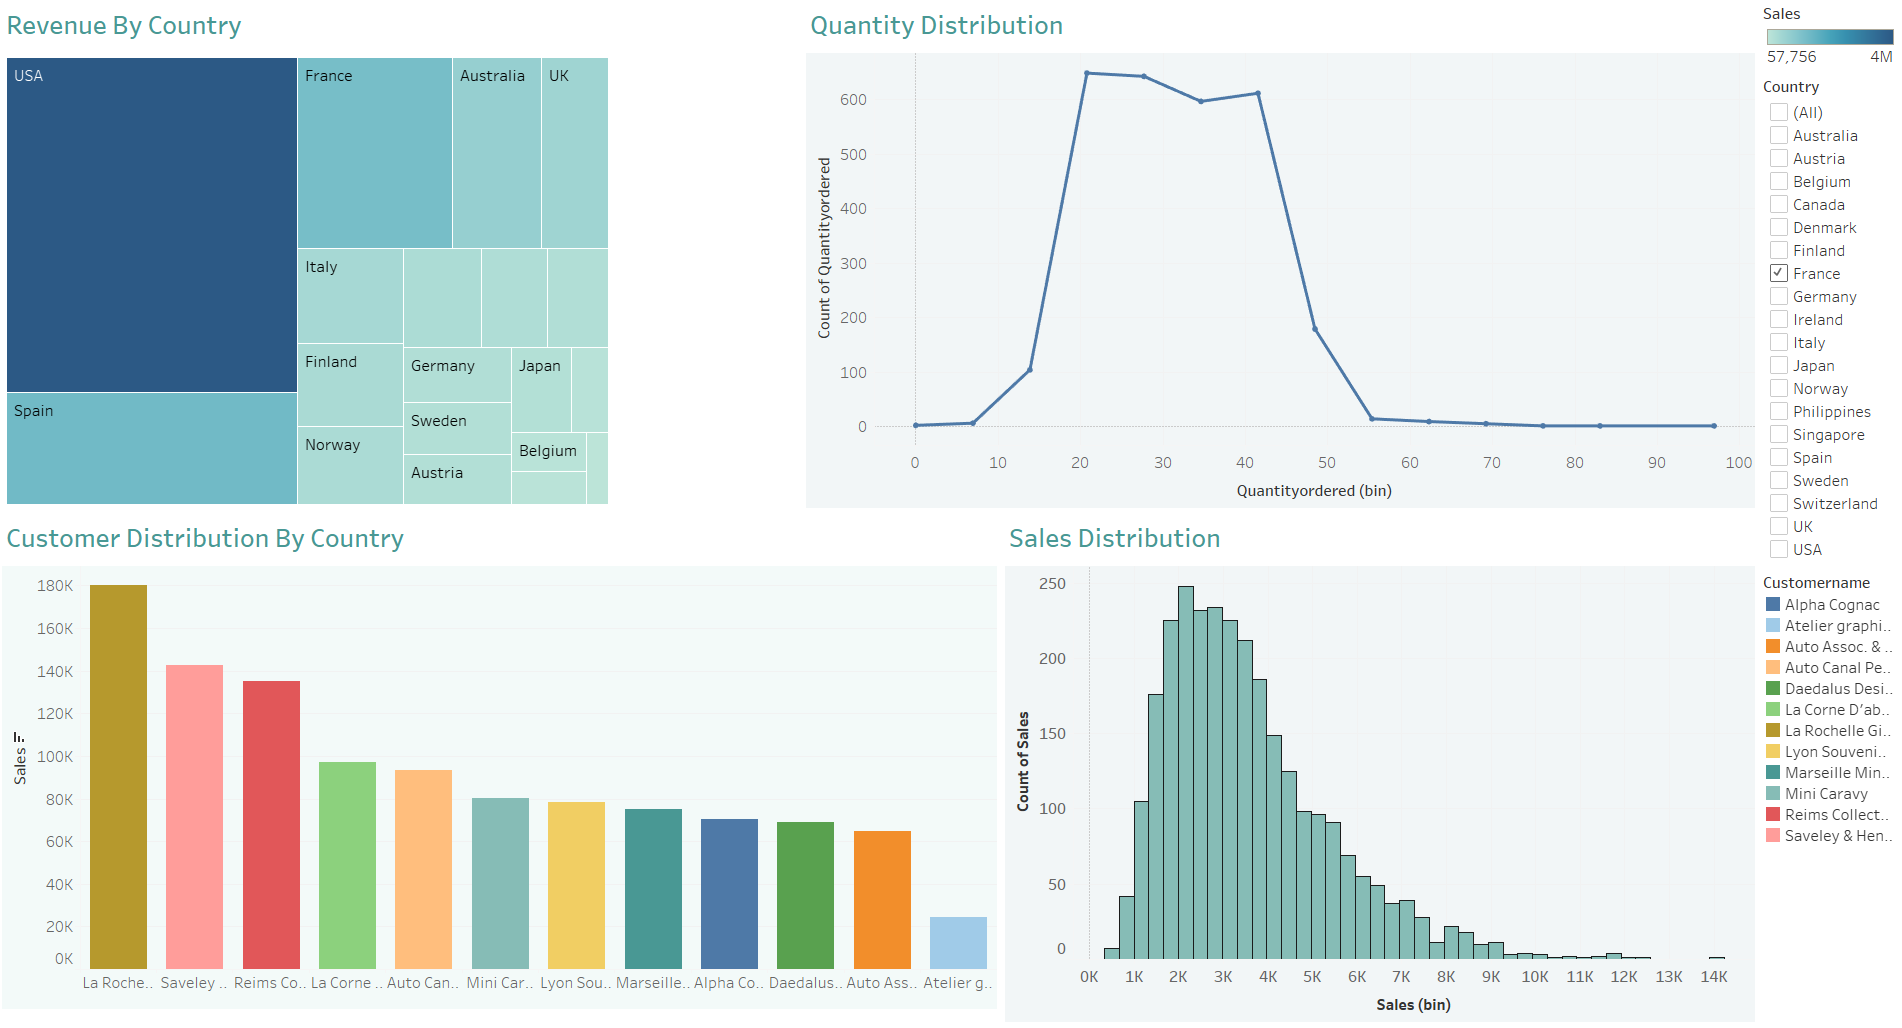 Revenue By Country
USA
France
Australia
UK
Italy
Finland
Germany
Japan
Spain
Sweden
Norway
Belgium
Austria
Quantity Distribution
Count of Quantityordered
600
500
400
300
200
100
0
0 10 20 30 40 50 60 70 80 90 100
Quantityordered (bin)
Sales
57,756 4M
Country
(All)
Australia
Austria
Belgium
Canada
Denmark
Finland
France
Germany
Ireland
Italy
Japan
Norway
Philippines
Singapore
Spain
Sweden
Switzerland
UK
USA
Customer Distribution By Country
Sales
180K
160K
140K
120K
100K
80K
60K
40K
20K
0K
La Roche.. Saveley .. Reims Co.. La Corne .. Auto Can.. Mini Car.. Lyon Sou.. Marseille.. Alpha Co.. Daedalus.. Auto Ass.. Atelier g..
Sales Distribution
Count of Sales
250
200
150
100
50
0
0K 1K 2K 3K 4K 5K 6K 7K 8K 9K 10K 11K 12K 13K 14K
Sales (bin)
Customername
Alpha Cognac
Atelier graphi..
Auto Assoc. & ..
Auto Canal Pe..
Daedalus Desi..
La Corne D'ab..
La Rochelle Gi..
Lyon Souveni..
Marseille Min..
Mini Caravy
Reims Collect..
Saveley & Hen..